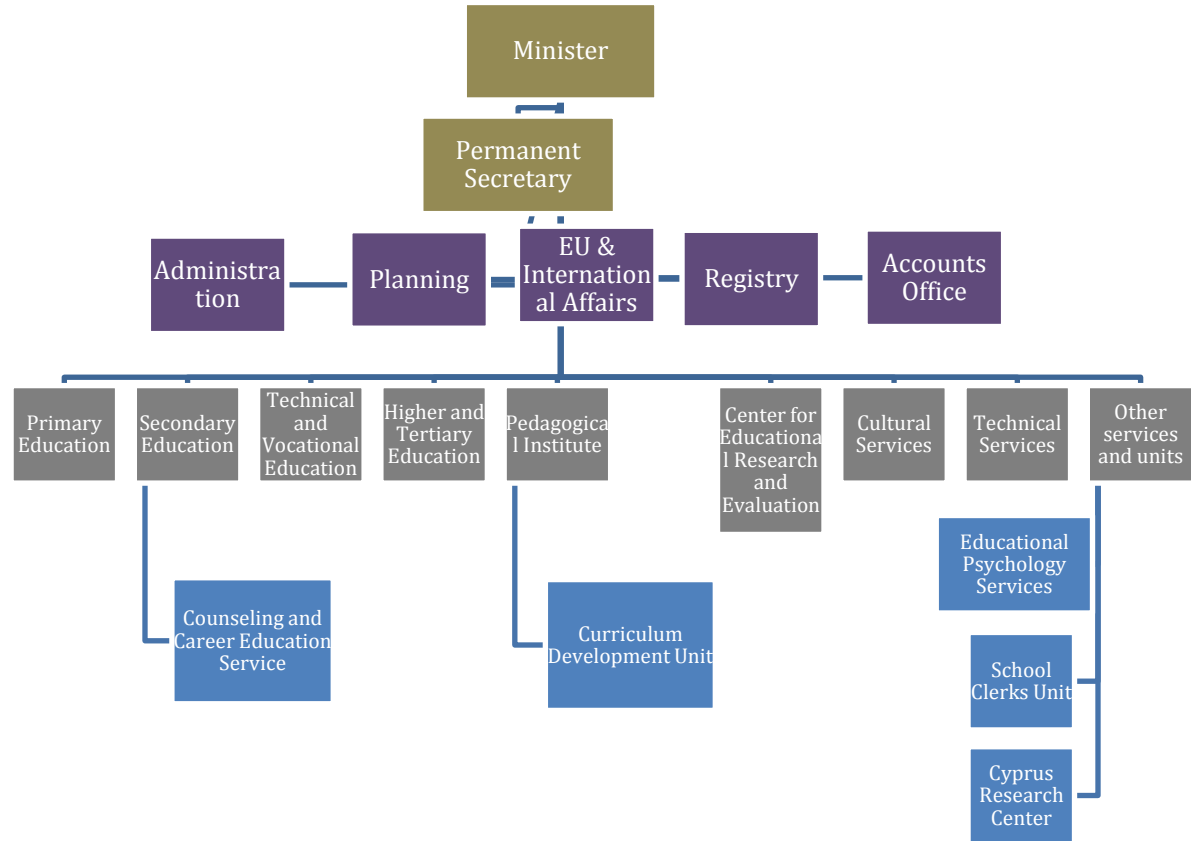 Minister
Permanent
Secretary
Administra
tion
Planning
EU &
Internation
al Affairs
Registry
Accounts
Office
Primary
Education
Secondary
Education
Technical
and
Vocational
Education
Higher and
Tertiary
Education
Pedagogica
l Institute
Center for
Educationa
l Research
and
Evaluation
Cultural
Services
Technical
Services
Other
services
and units
Counseling and
Career Education
Service
Curriculum
Development Unit
Educational
Psychology
Services
School
Clerks Unit
Cyprus
Research
Center